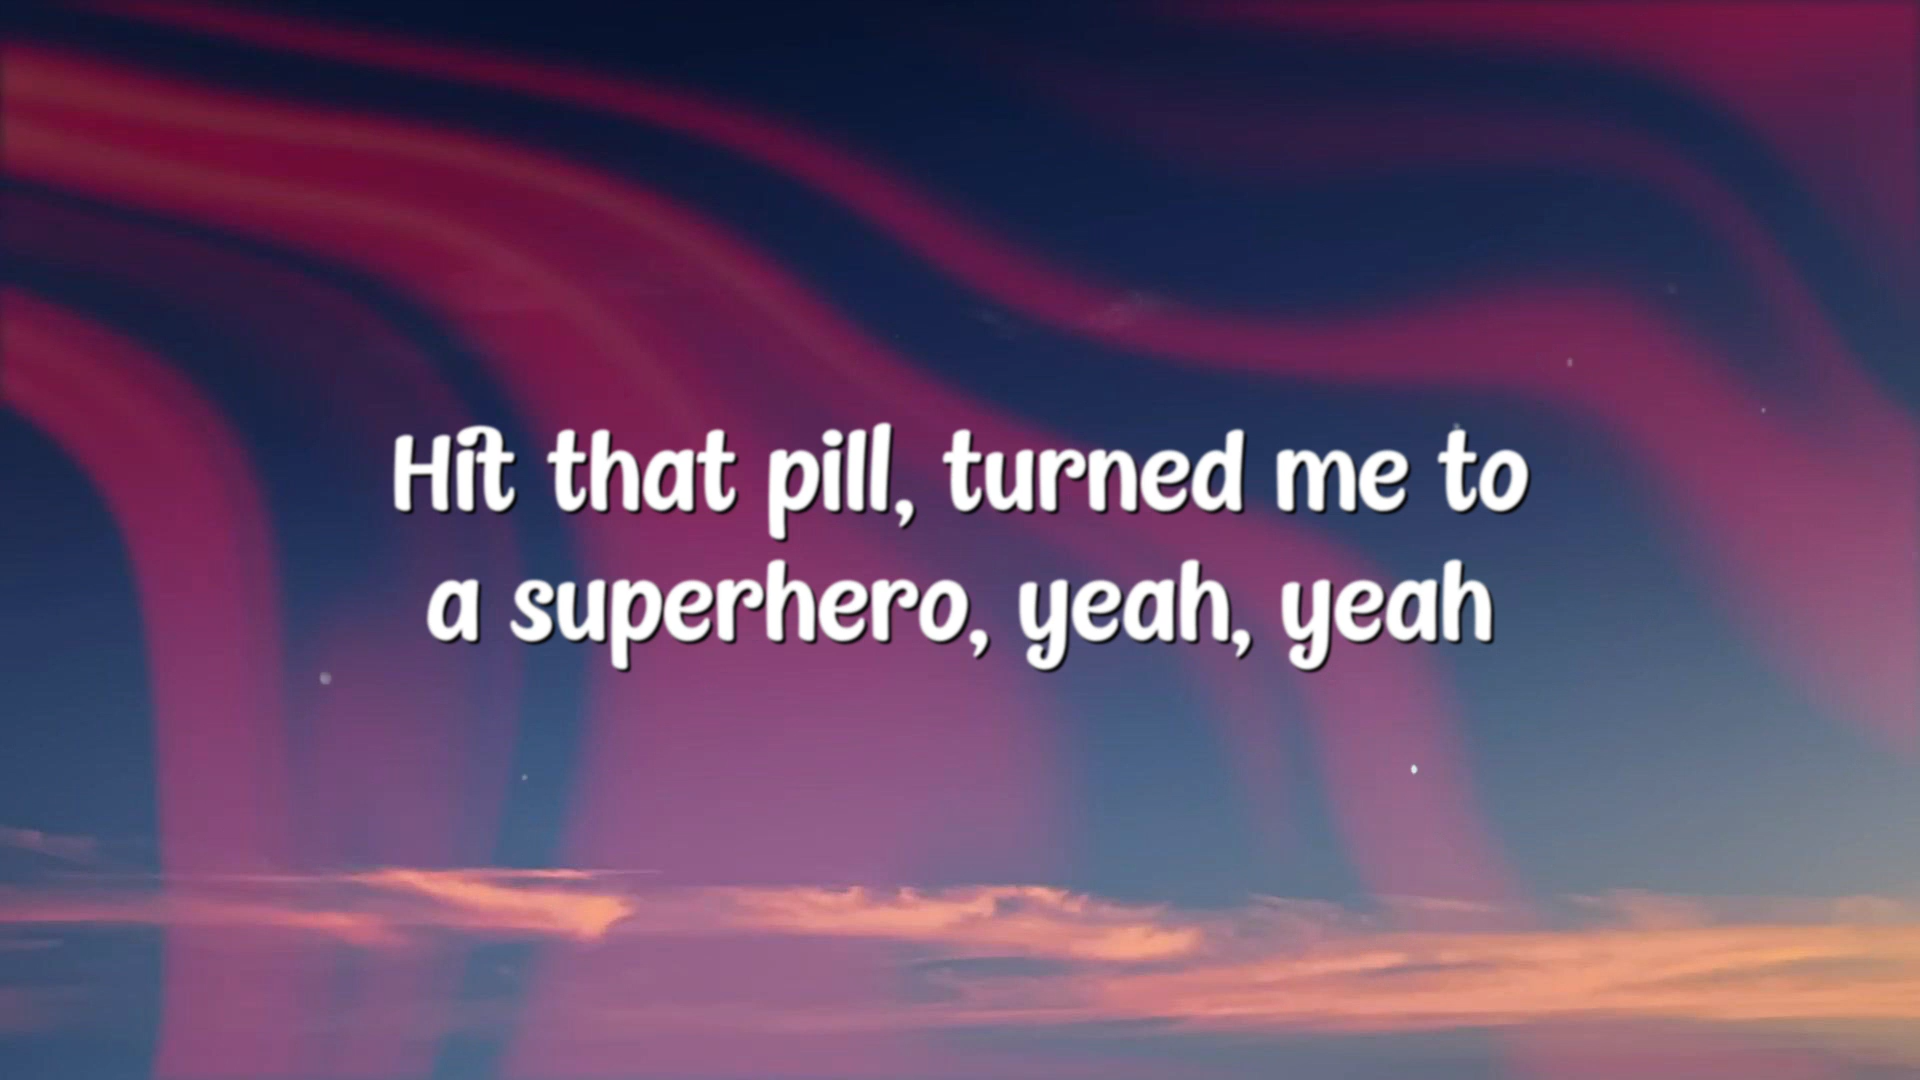 Hit that pill, turned me to
a superhero, yeah, yeah